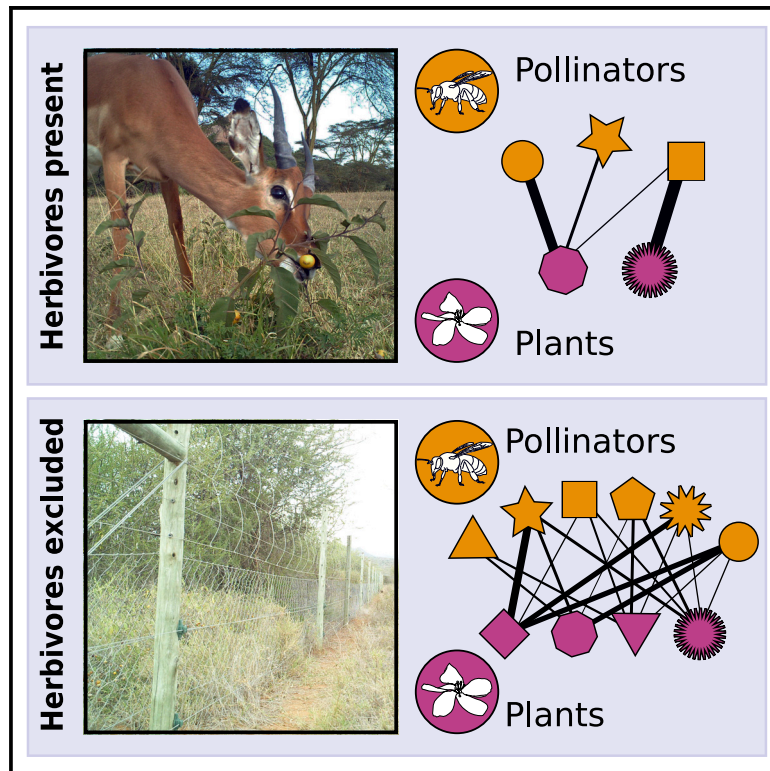 Herbivores present
Pollinators
Plants
Herbivores excluded
Pollinators
Plants